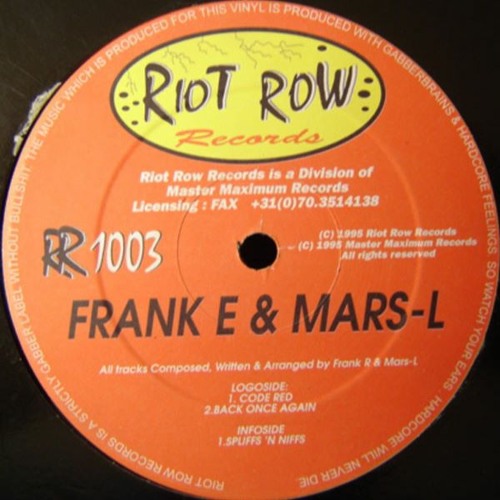 RIOT ROW
Records
Riot Row Records is a Division of
Master Maximum Records
Licensing : FAX +31(0)70.3514138
(C) 1995 Riot Row Records
(C) 1995 Master Maximum Records
All rights reserved
RR 1003
FRANK E & MARS-L
All tracks Composed, Written & Arranged by Frank R & Mars-L
LOGOSIDE:
1. CODE RED
2.BACK ONCE AGAIN
INFOSIDE
1.SPLIFFS 'N NIFFS
RIOT ROW RECORDS IS A STRICTLY GABBER LABEL WITHOUT BULLSHIT. THE MUSIC WHICH IS PRODUCED FOR THIS VINYL IS PRODUCED WITH GABBERBRAINS & HARDCORE FEELINGS. SO WATCH YOUR EARS. HARDCORE WILL NEVER DIE.